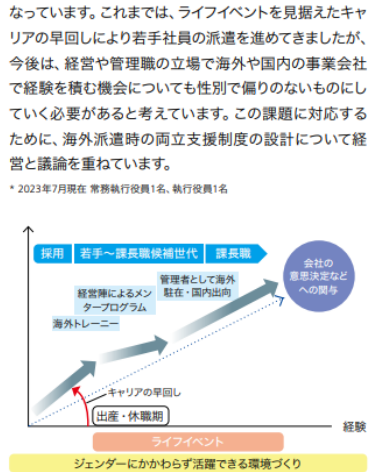 なっています。これまでは、ライフイベントを見据えたキャ
リアの早回しにより若手社員の派遣を進めてきましたが、
今後は、経営や管理職の立場で海外や国内の事業会社
で経験を積む機会についても性別で偏りのないものにし
ていく必要があると考えています。この課題に対応する
ために、海外派遣時の両立支援制度の設計について経
営と議論を重ねています。
* 2023年7月現在 常務執行役員1名、執行役員1名
採用
若手～課長職候補世代
課長職
会社の
意思決定など
への関与
管理者として海外
駐在・国内出向
経営陣によるメン
タープログラム
海外トレーニー
キャリアの早回し
出産・休職期
経験
ライフイベント
ジェンダーにかかわらず活躍できる環境づくり